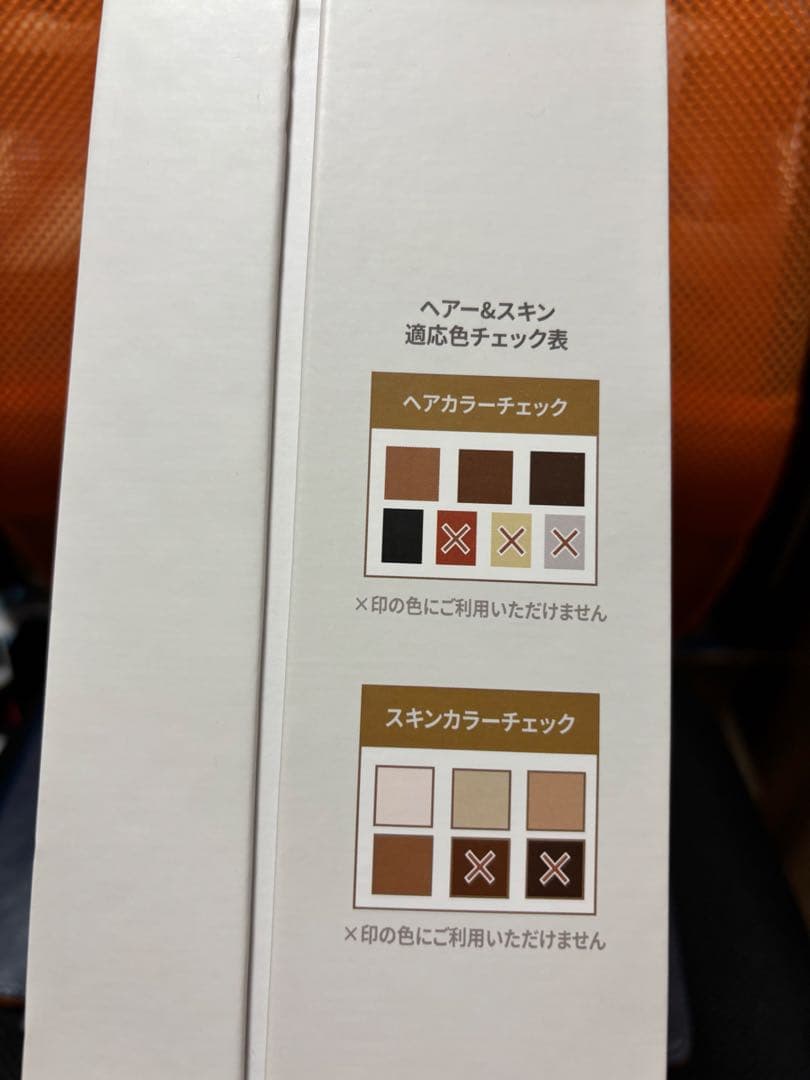 ヘアー&スキン
適応色チェック表
ヘアカラーチェック
×印の色にご利用いただけません
スキンカラーチェック
×印の色にご利用いただけません